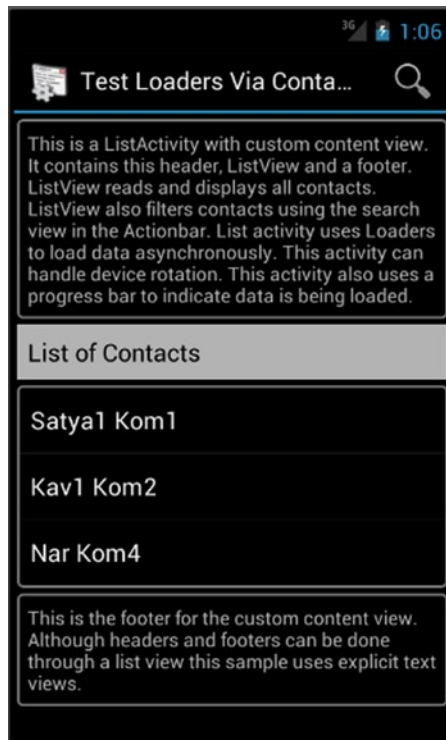 3G 1:06
Test Loaders Via Conta...
This is a ListActivity with custom content view.
It contains this header, ListView and a footer.
ListView reads and displays all contacts.
ListView also filters contacts using the search
view in the Actionbar. List activity uses Loaders
to load data asynchronously. This activity can
handle device rotation. This activity also uses a
progress bar to indicate data is being loaded.
List of Contacts
Satya1 Kom1
Kav1 Kom2
Nar Kom4
This is the footer for the custom content view.
Although headers and footers can be done
through a list view this sample uses explicit text
views.